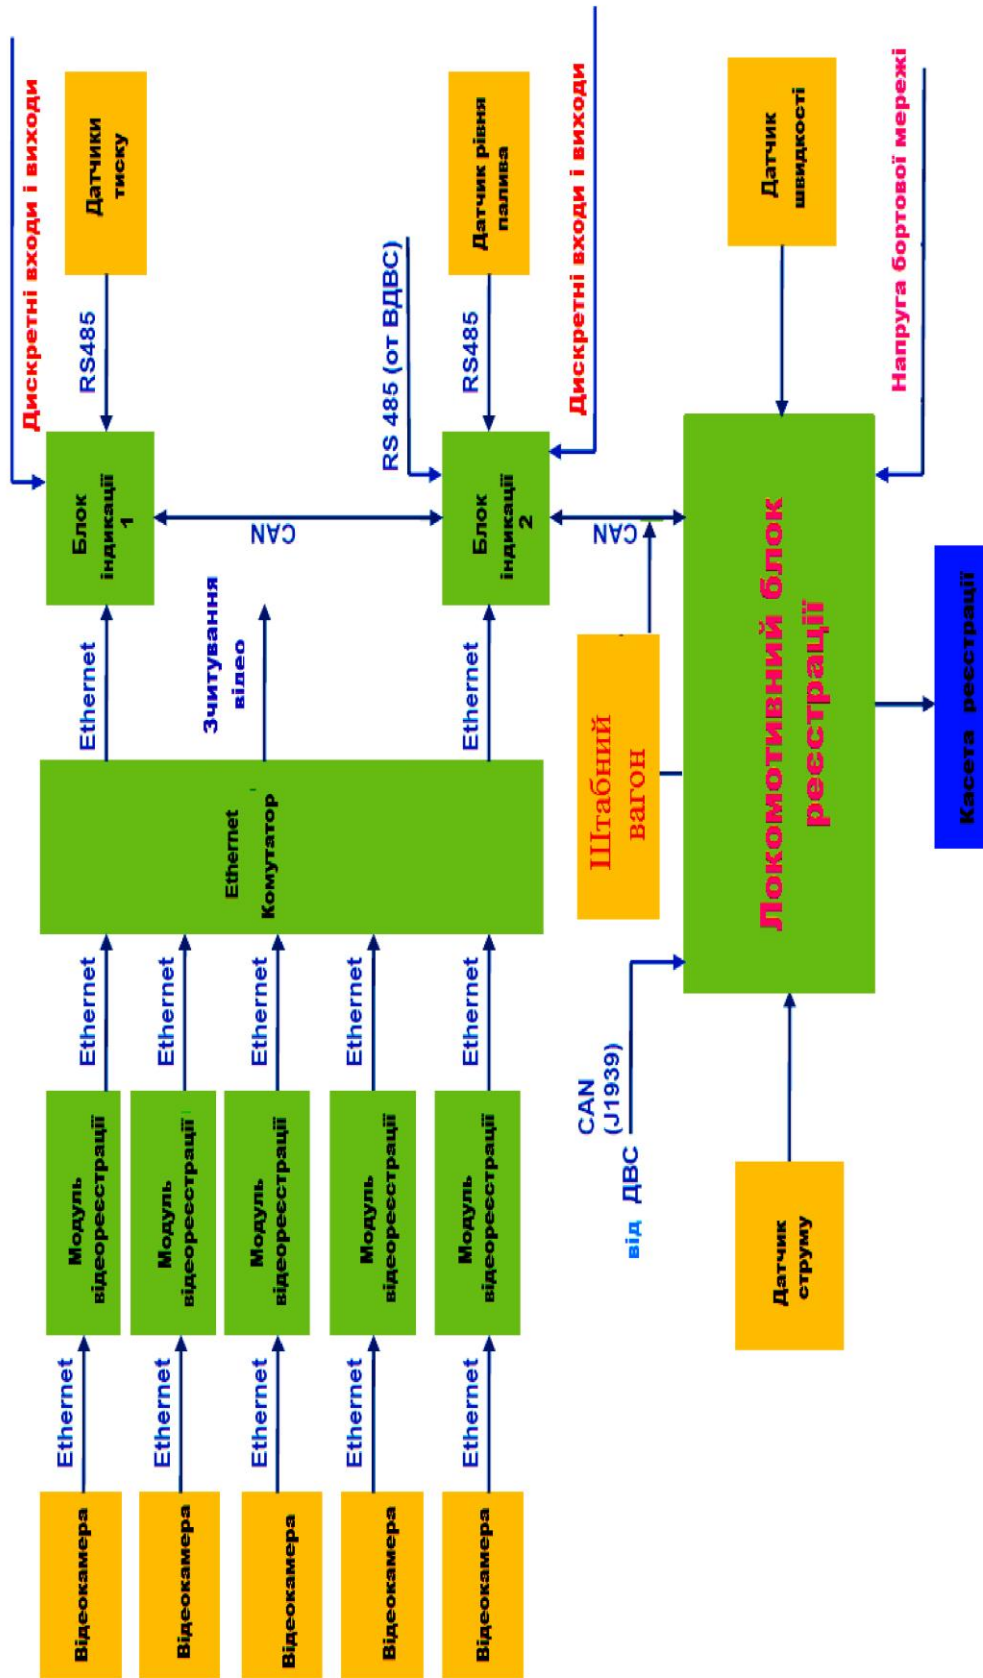 Дискретні входи і виходи
Відеокамера
Ethernet
Модуль
відеореєстрації
Ethernet
Ethernet
Блок
індикації
1
RS485
Датчики
тиску
Відеокамера
Ethernet
Модуль
відеореєстрації
Ethernet
Ethernet
Комутатор
Зчитування
відео
CAN
Відеокамера
Ethernet
Модуль
відеореєстрації
Ethernet
Відеокамера
Ethernet
Модуль
відеореєстрації
Ethernet
RS 485 (от ВДВС)
Відеокамера
Ethernet
Модуль
відеореєстрації
Ethernet
Ethernet
Блок
індикації
2
RS485
Датчик рівня
палива
Дискретні входи і виходи
CAN
(J1939)
від ДВС
Штабний
вагон
CAN
Датчик
струму
Локомотивний блок
реєстрації
Датчик
швидкості
Напруга бортової мережі
Касета реєстрації